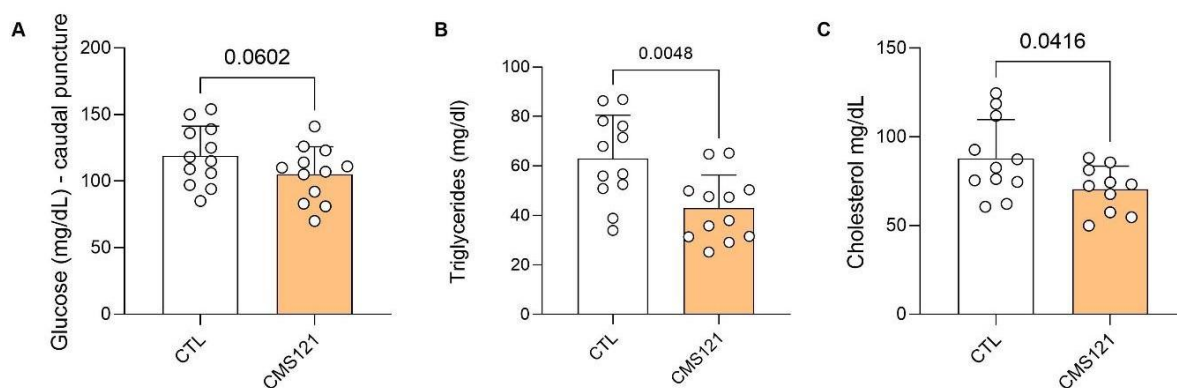 A
Glucose (mg/dL) - caudal puncture
200
150
100
50
0
0.0602
CTL
CMS121
B
Triglycerides (mg/dl)
100
80
60
40
20
0
0.0048
CTL
CMS121
C
Cholesterol mg/dL
150
100
50
0
0.0416
CTL
CMS121